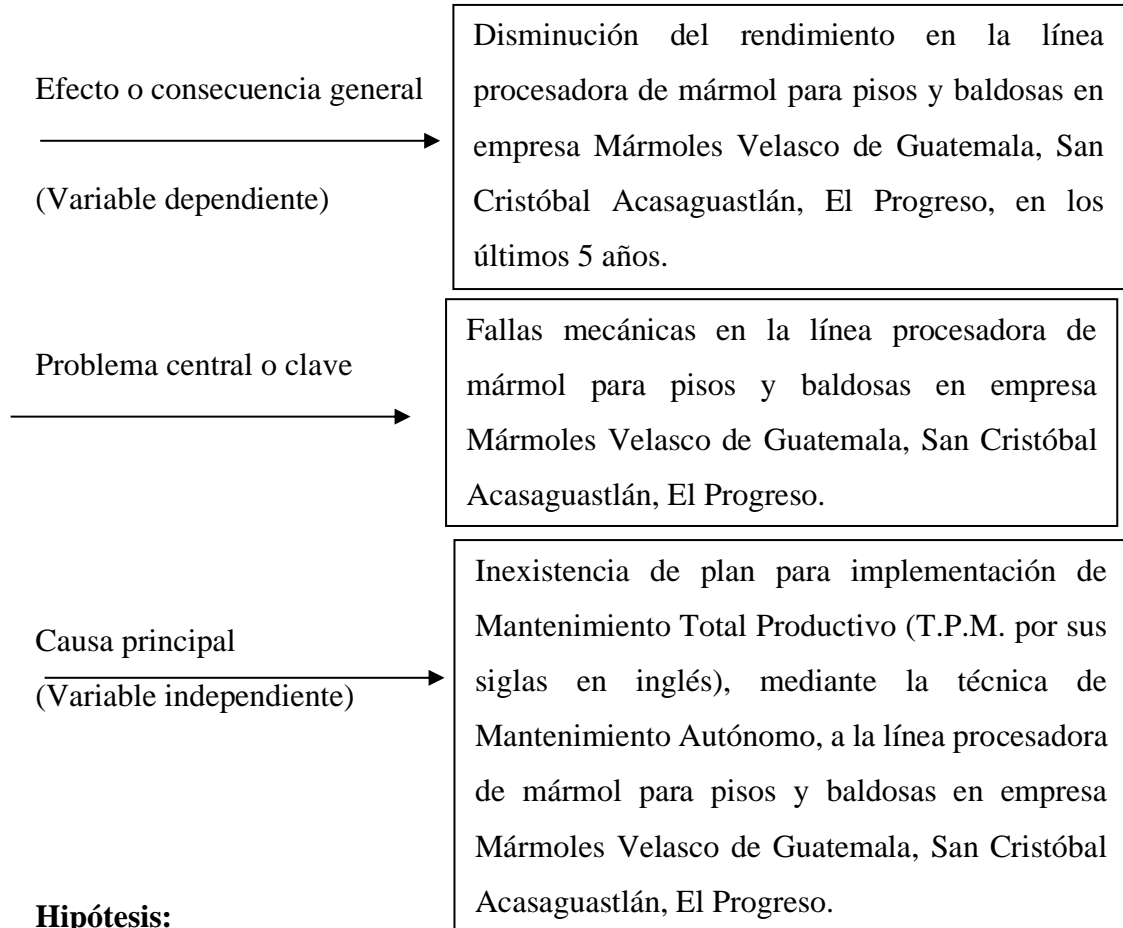 Efecto o consecuencia general
(Variable dependiente)
Disminución del rendimiento en la línea
procesadora de mármol para pisos y baldosas en
empresa Mármoles Velasco de Guatemala, San
Cristóbal Acasaguastlán, El Progreso, en los
últimos 5 años.
Problema central o clave
Fallas mecánicas en la línea procesadora de
mármol para pisos y baldosas en empresa
Mármoles Velasco de Guatemala, San Cristóbal
Acasaguastlán, El Progreso.
Causa principal
(Variable independiente)
Inexistencia de plan para implementación de
Mantenimiento Total Productivo (T.P.M. por sus
siglas en inglés), mediante la técnica de
Mantenimiento Autónomo, a la línea procesadora
de mármol para pisos y baldosas en empresa
Mármoles Velasco de Guatemala, San Cristóbal
Acasaguastlán, El Progreso.
Hipótesis: